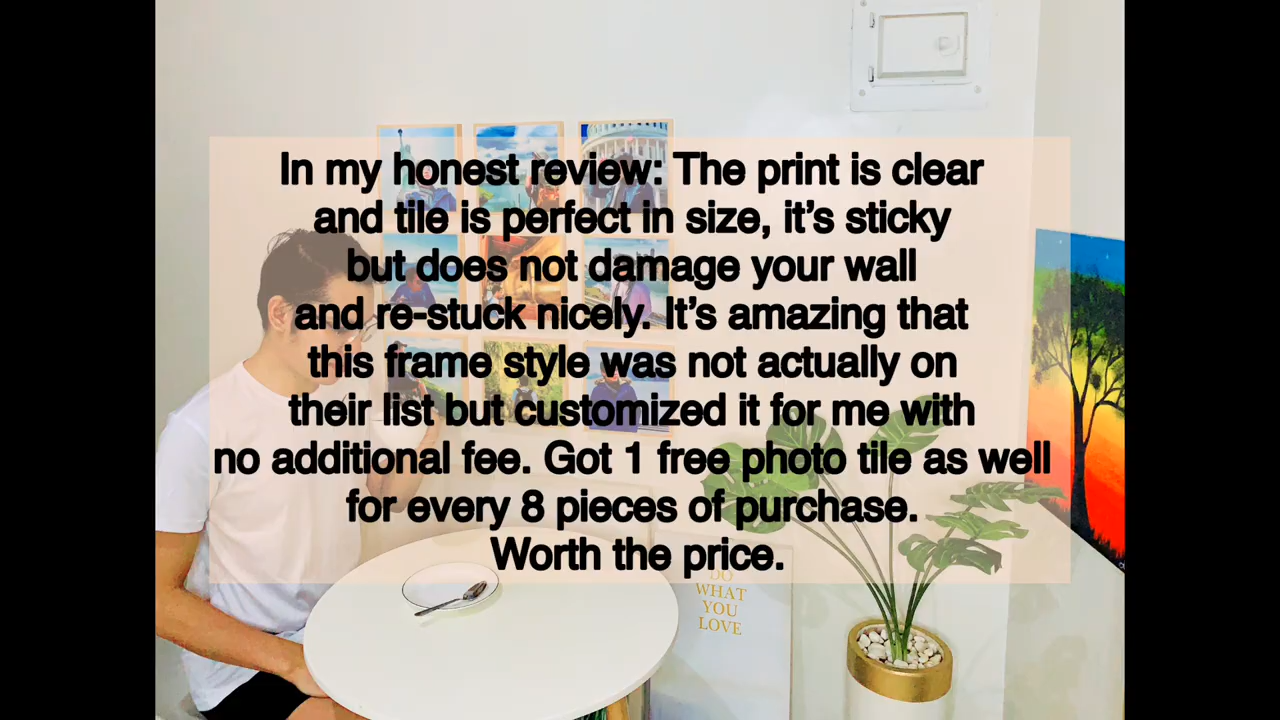 In my honest review: The print is clear
and tile is perfect in size, it’s sticky
but does not damage your wall
and re-stuck nicely. It’s amazing that
this frame style was not actually on
their list but customized it for me with
no additional fee. Got 1 free photo tile as well
for every 8 pieces of purchase.
Worth the price.
DO
WHAT
YOU
LOVE